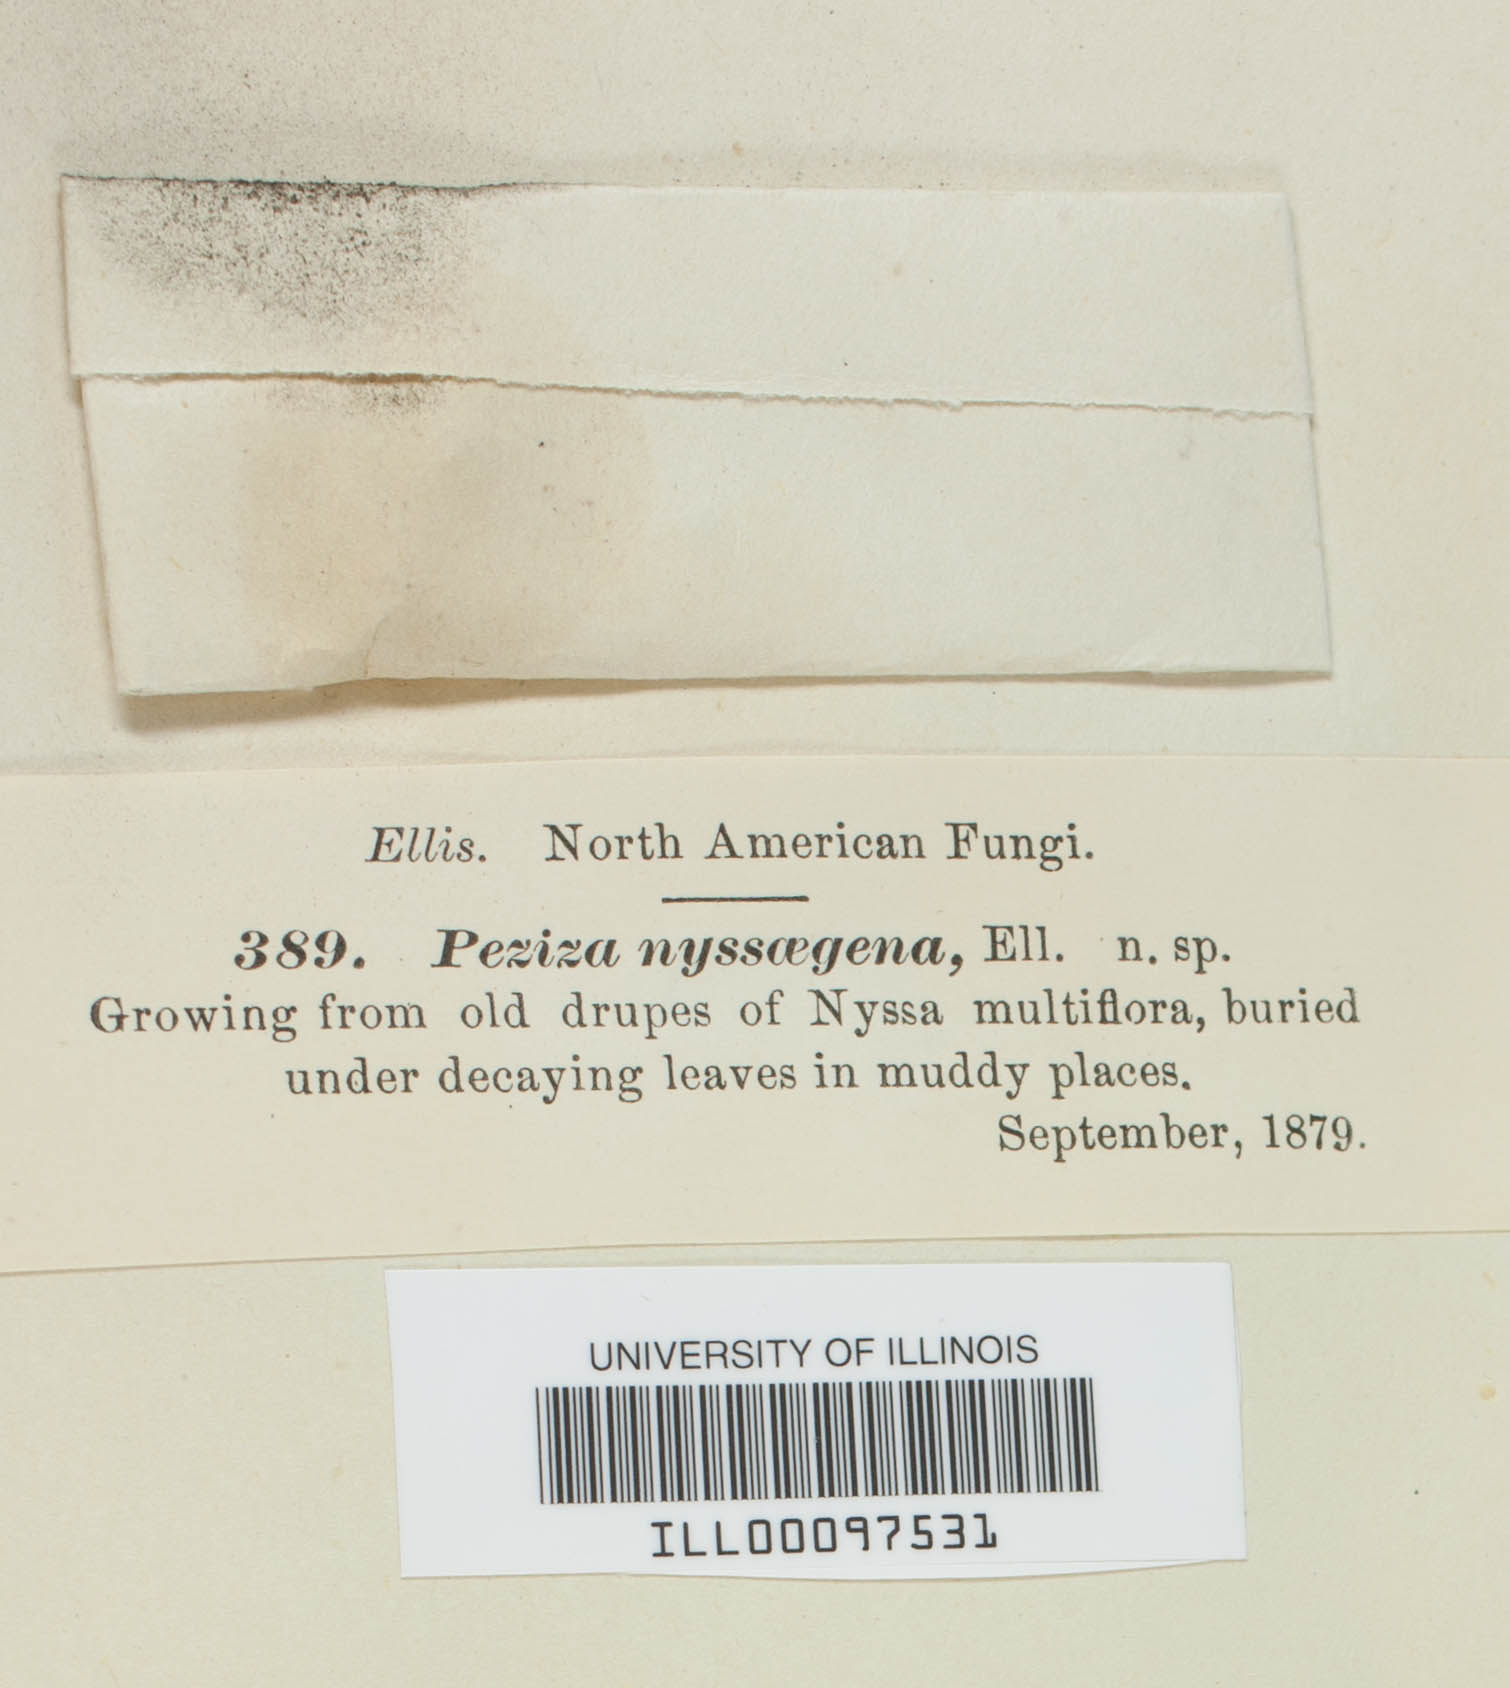 Ellis. North American Fungi.
389. Peziza nyssægena, Ell. n. sp.
Growing from old drupes of Nyssa multiflora, buried
under decaying leaves in muddy places.
September, 1879.
UNIVERSITY OF ILLINOIS
ILL00097531